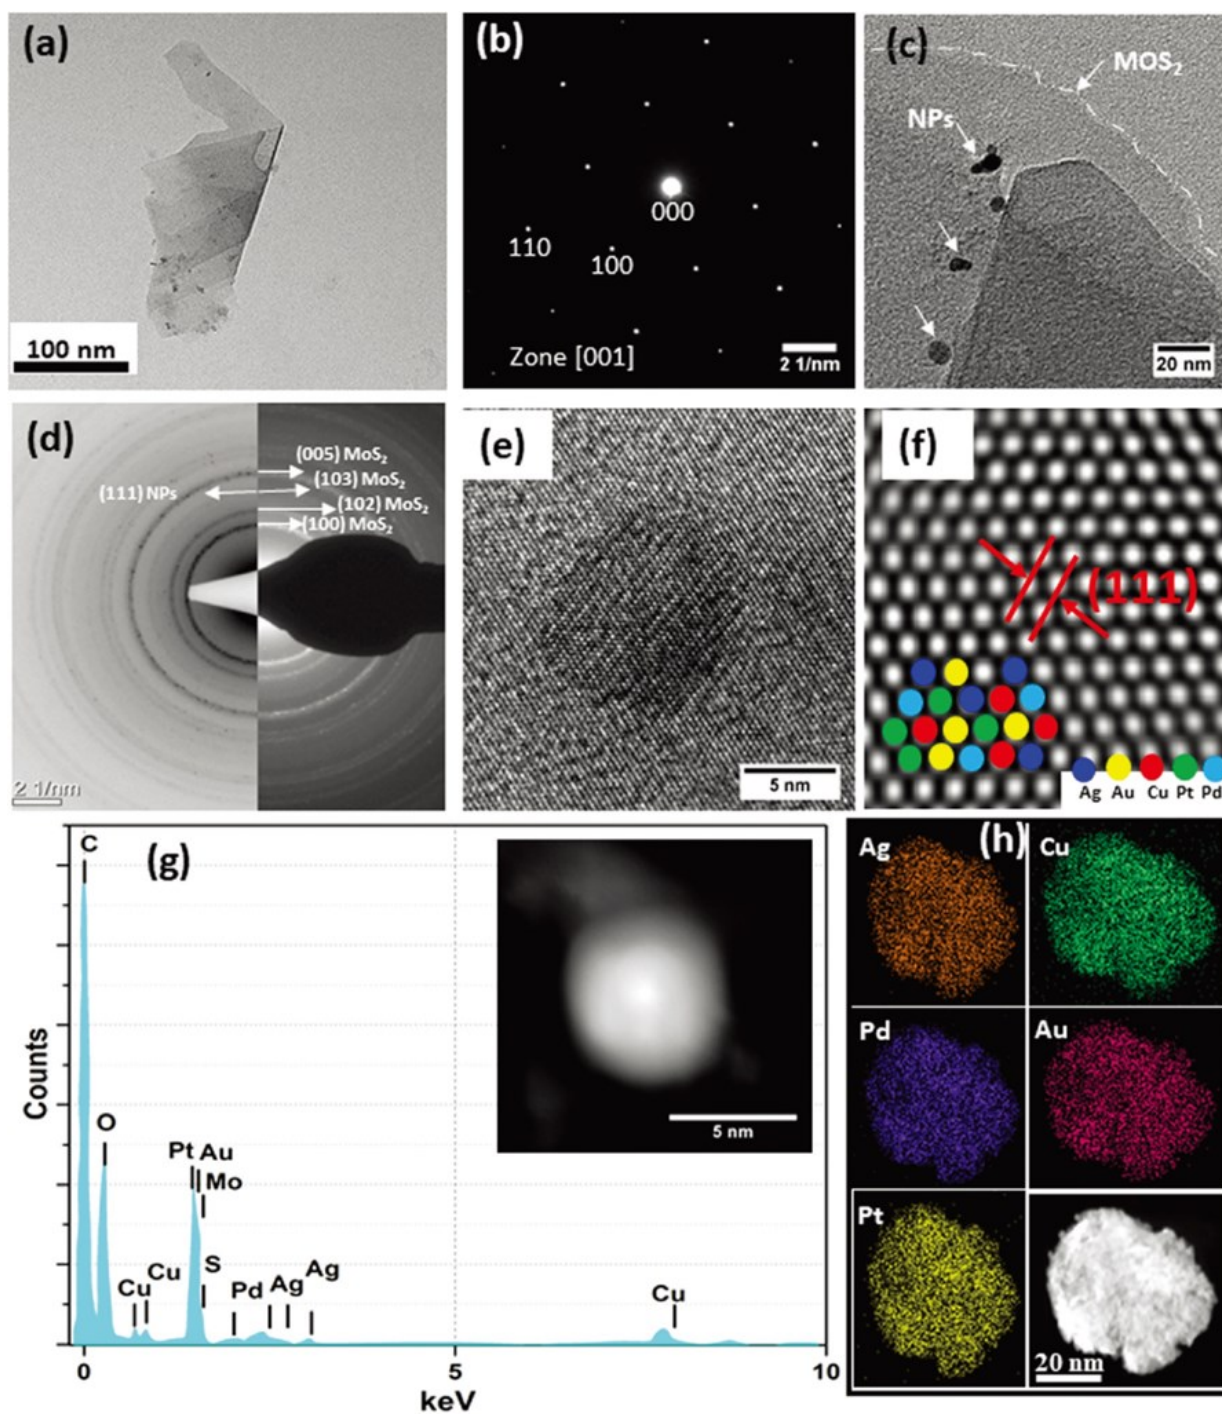 (a)
100 nm
(b)
000
110
100
Zone [001]
2 1/nm
(c)
MOS₂
NPs
20 nm
(d)
(005) MoS₂
(103) MoS₂
(111) NPs
(102) MoS₂
(100) MoS₂
2 1/nm
(e)
5 nm
(f)
(111)
Ag Au Cu Pt Pd
(g)
C
O
Pt Au
Mo
S
Cu Cu
Pd Ag Ag
Cu
5 nm
Counts
0 5 10
keV
(h)
Ag Cu
Pd Au
Pt
20 nm